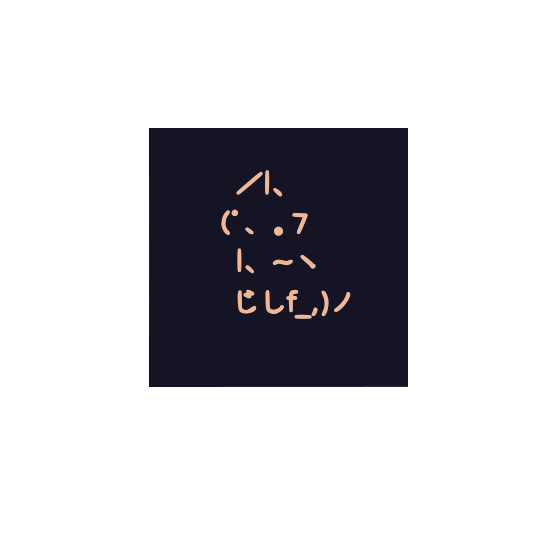 ／l、
（ﾟ､ ｡ ７
l、 ~ヽ
じしf_,)ノ